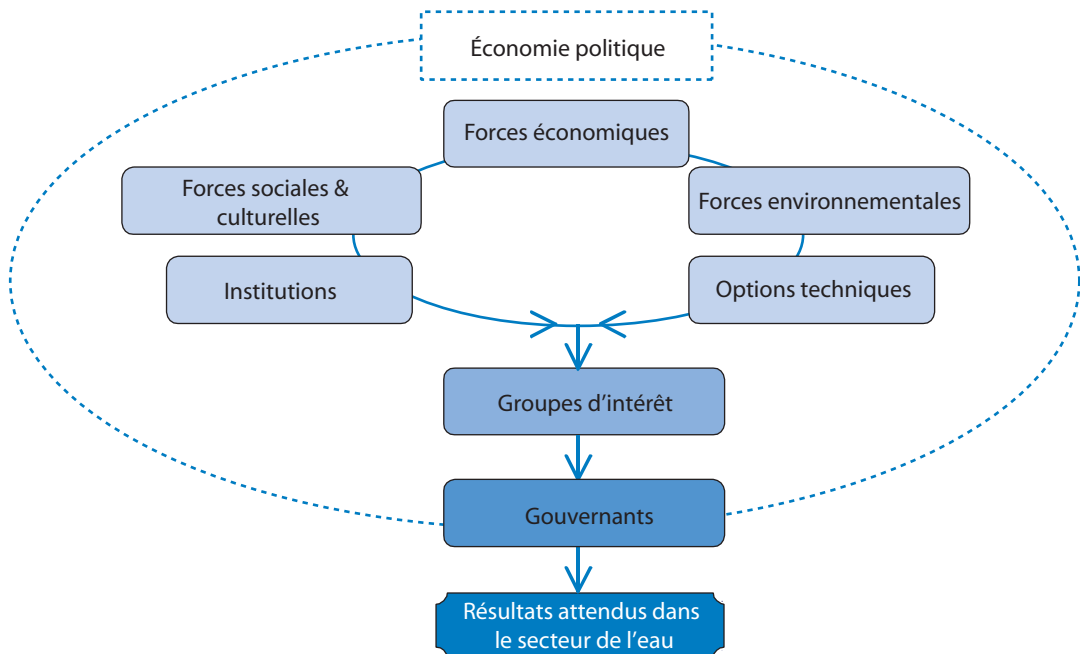 Économie politique
Forces économiques
Forces sociales &
culturelles
Forces environnementales
Institutions
Options techniques
Groupes d’intérêt
Gouvernants
Résultats attendus dans
le secteur de l’eau